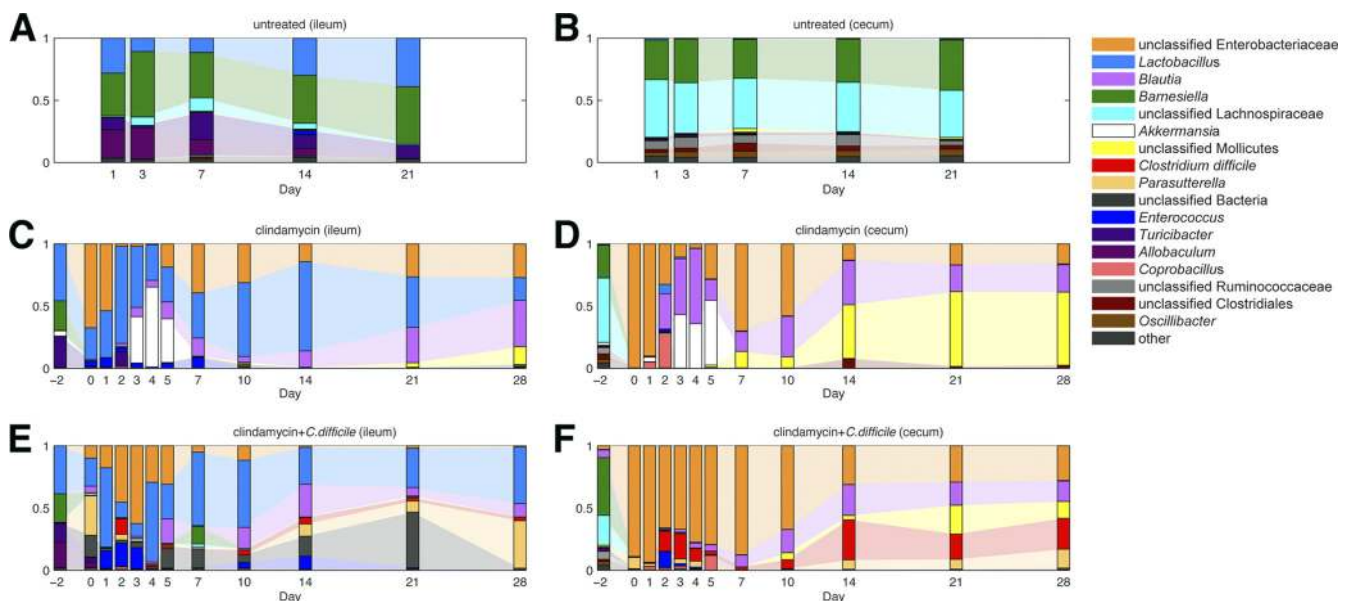 A
untreated (ileum)
1
0.5
0
1 3 7 14 21
Day
B
untreated (cecum)
1
0.5
0
1 3 7 14 21
Day
unclassified Enterobacteriaceae
Lactobacillus
Blautia
Barnesiella
unclassified Lachnospiraceae
Akkermansia
unclassified Mollicutes
Clostridium difficile
Parasutterella
unclassified Bacteria
Enterococcus
Turicibacter
Allobaculum
Coprobacillus
unclassified Ruminococcaceae
unclassified Clostridiales
Oscillibacter
other
C
clindamycin (ileum)
1
0.5
0
−2 0 1 2 3 4 5 7 10 14 21 28
Day
D
clindamycin (cecum)
1
0.5
0
−2 0 1 2 3 4 5 7 10 14 21 28
Day
E
clindamycin+C.difficile (ileum)
1
0.5
0
−2 0 1 2 3 4 5 7 10 14 21 28
Day
F
clindamycin+C.difficile (cecum)
1
0.5
0
−2 0 1 2 3 4 5 7 10 14 21 28
Day